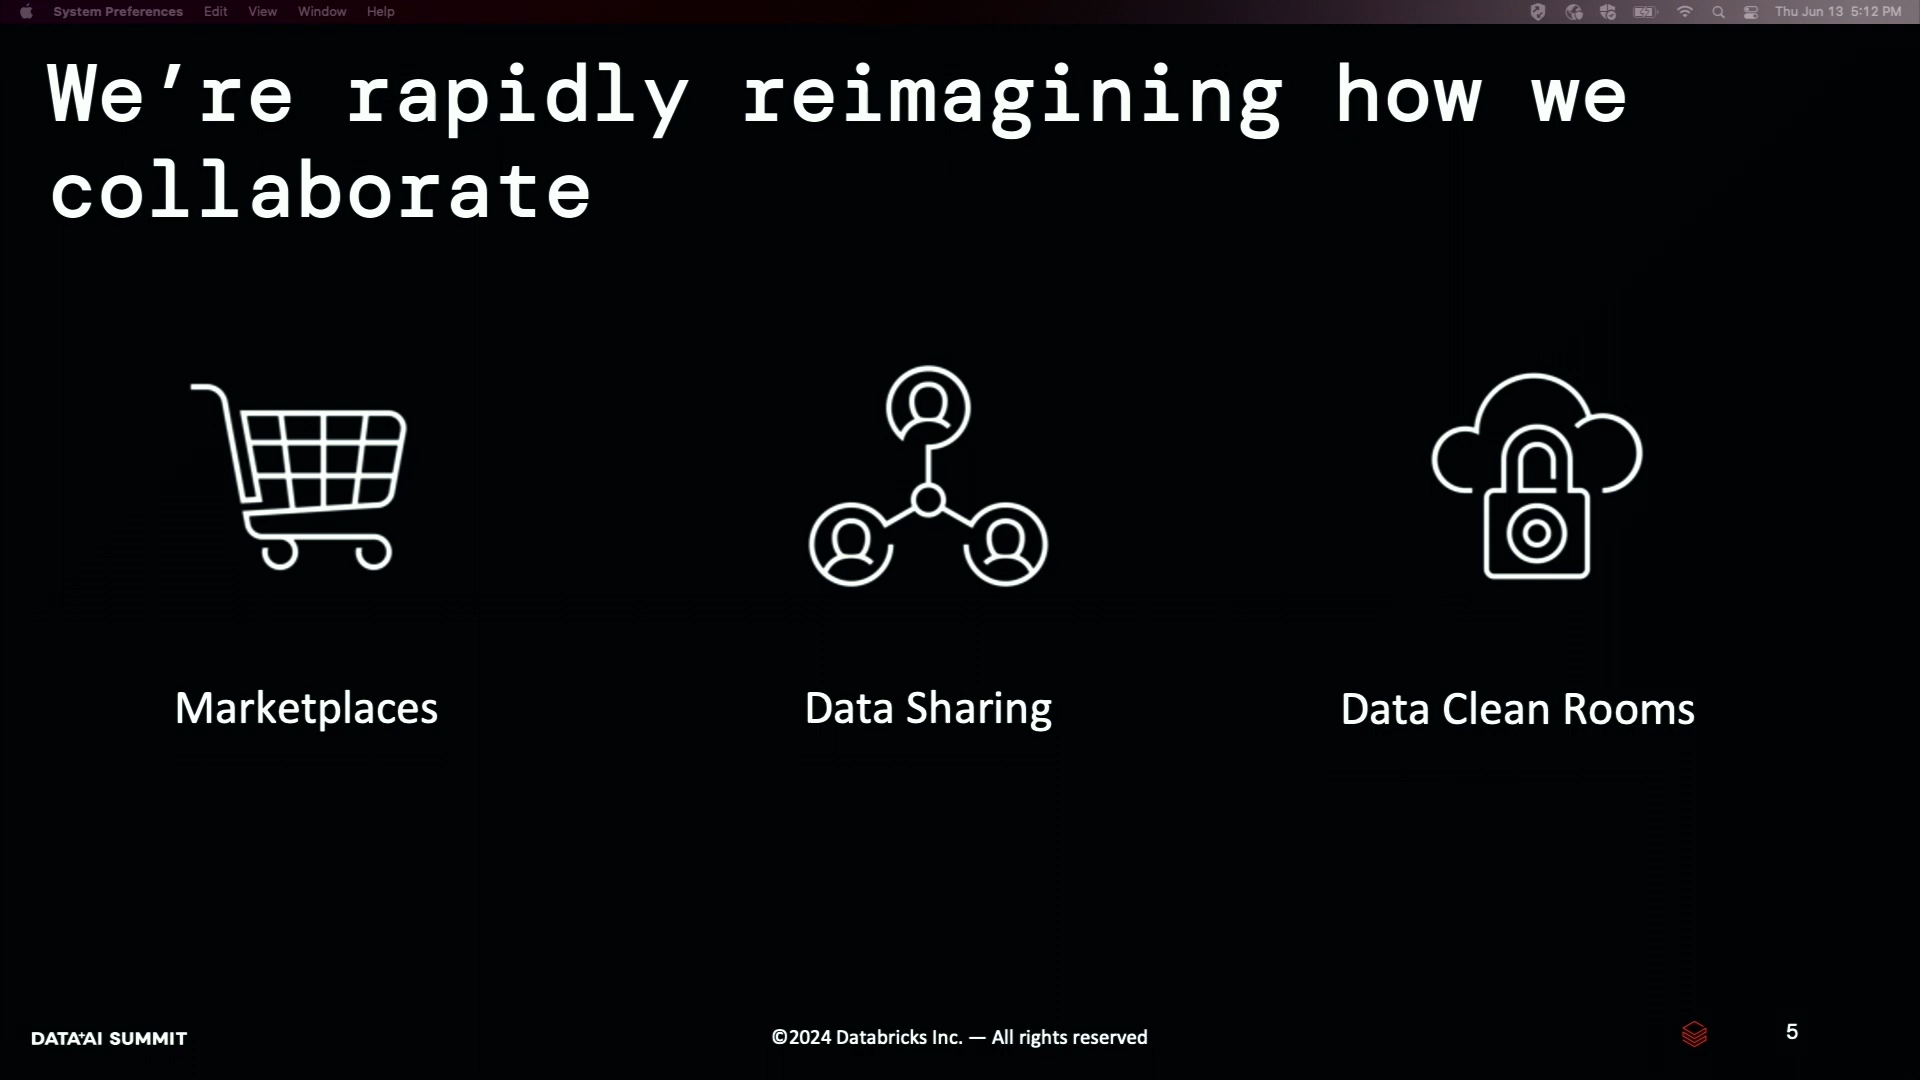 System Preferences Edit View Window Help Thu Jun 13 5:12 PM
We’re rapidly reimagining how we
collaborate
Marketplaces Data Sharing Data Clean Rooms
DATA+AI SUMMIT ©2024 Databricks Inc. — All rights reserved 5